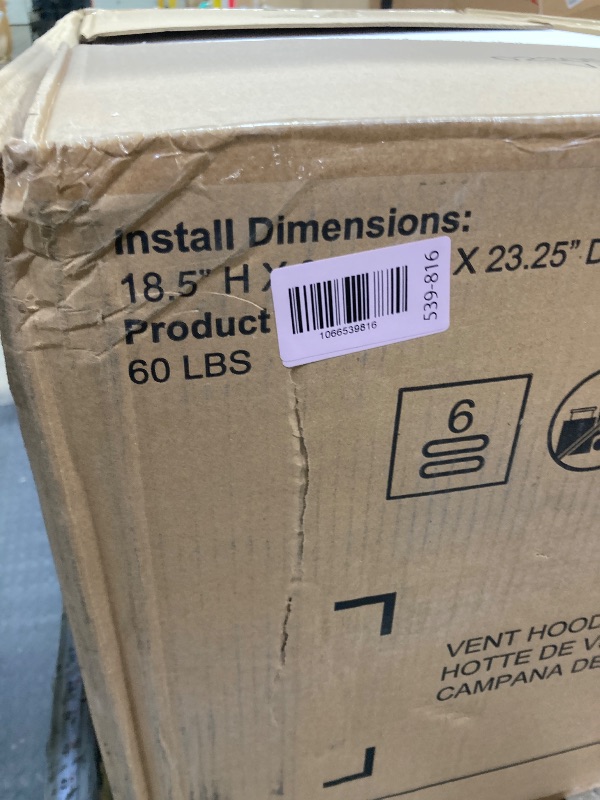 Install Dimensions:
18.5" H X X 23.25" D
Product
60 LBS
1066539816
539-816
6
VENT HOOD
HOTTE DE
CAMPANA DE